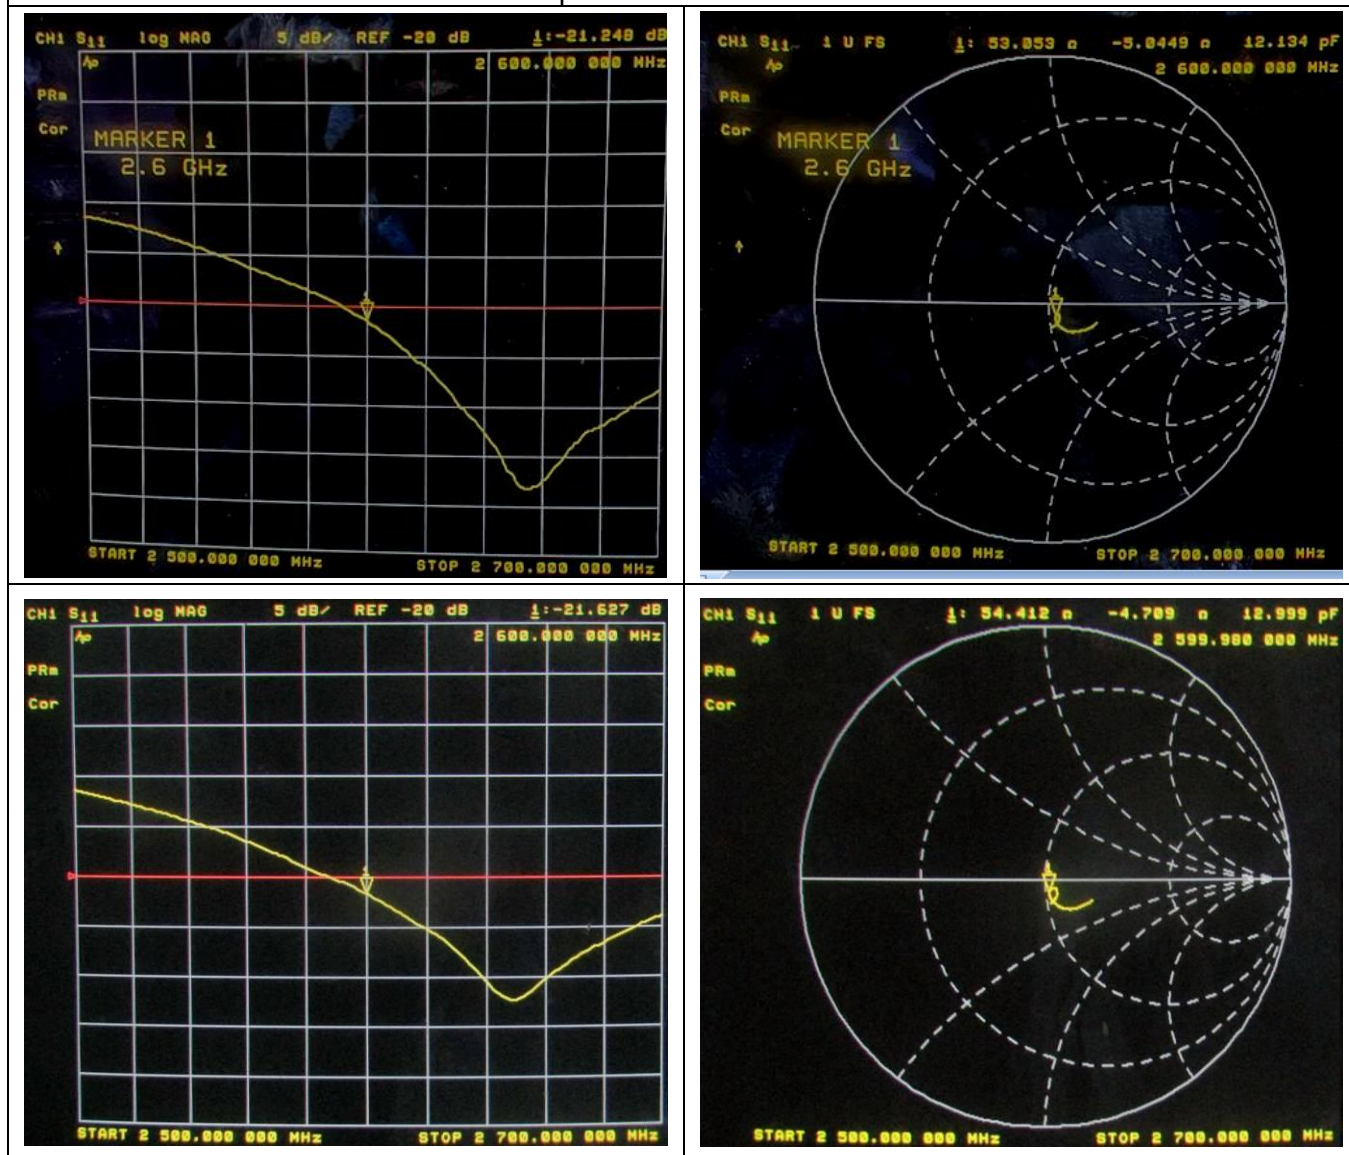 CH1 S11 log MAG 5 dB/ REF -20 dB 1:-21.248 dB
2 600.000 000 MHz
PRm
Cor
MARKER 1
2.6 GHz
1
START 2 500.000 000 MHz STOP 2 700.000 000 MHz
CH1 S11 1 U FS 1: 53.053 Ω -5.0449 Ω 12.134 pF
2 600.000 000 MHz
PRm
Cor
MARKER 1
2.6 GHz
1
START 2 500.000 000 MHz STOP 2 700.000 000 MHz
CH1 S11 log MAG 5 dB/ REF -20 dB 1:-21.627 dB
2 600.000 000 MHz
PRm
Cor
1
START 2 500.000 000 MHz STOP 2 700.000 000 MHz
CH1 S11 1 U FS 1: 54.412 Ω -4.709 Ω 12.999 pF
2 599.980 000 MHz
PRm
Cor
1
START 2 500.000 000 MHz STOP 2 700.000 000 MHz